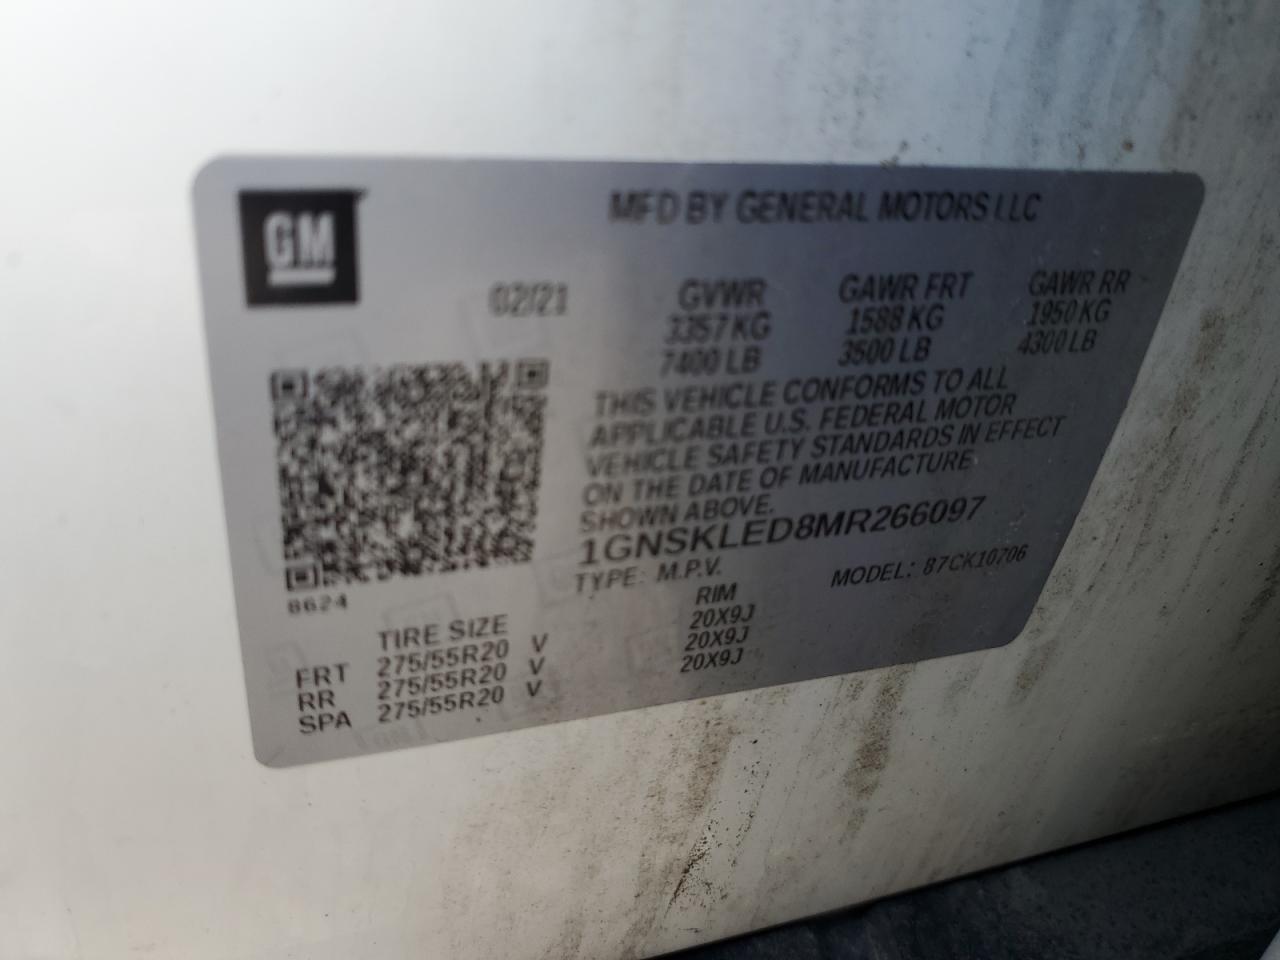 GM
MFD BY GENERAL MOTORS LLC
02/21
GVWR GAWR FRT GAWR RR
3357 KG 1588 KG 1950 KG
7400 LB 3500 LB 4300 LB
THIS VEHICLE CONFORMS TO ALL
APPLICABLE U.S. FEDERAL MOTOR
VEHICLE SAFETY STANDARDS IN EFFECT
ON THE DATE OF MANUFACTURE
SHOWN ABOVE.
1GNSKLED8MR266097
TYPE: M.P.V. MODEL: 87CK10706
8624
TIRE SIZE RIM
FRT 275/55R20 V 20X9J
RR 275/55R20 V 20X9J
SPA 275/55R20 V 20X9J